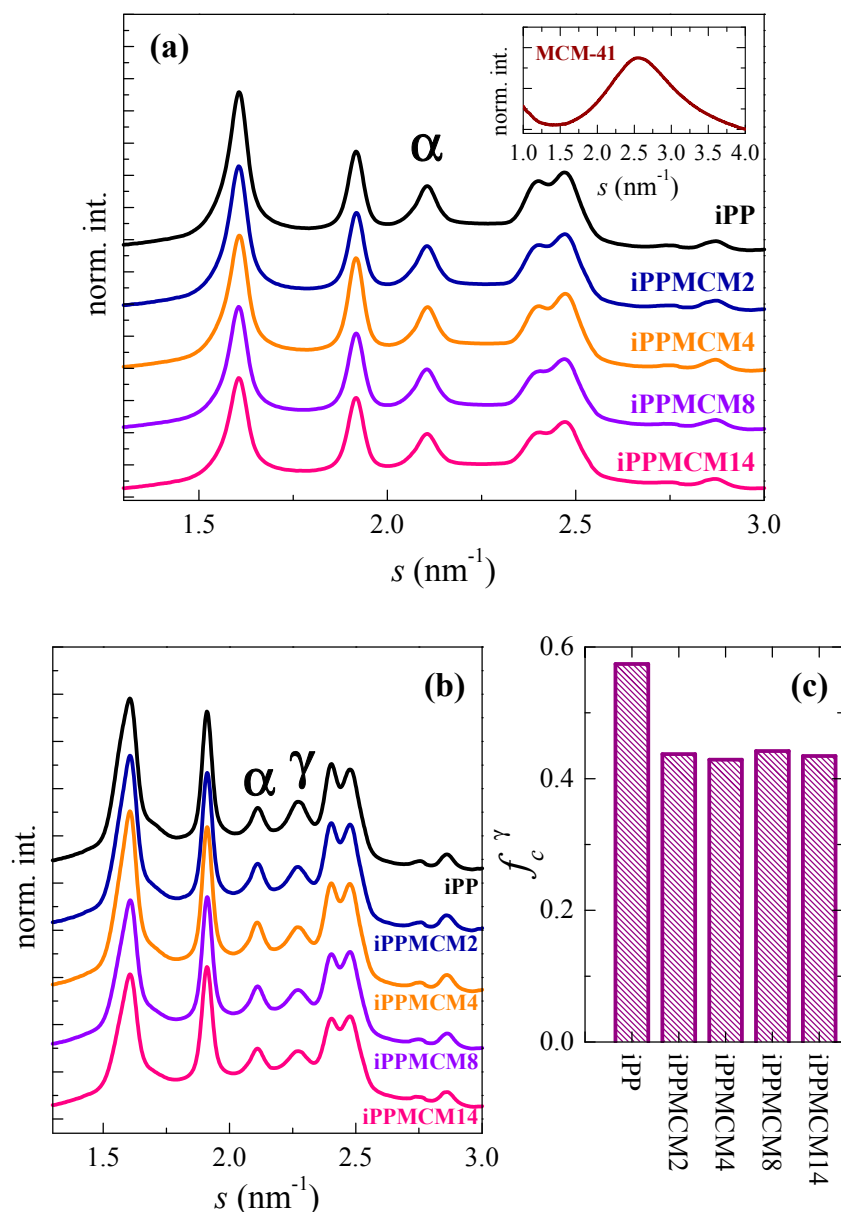 (a)
MCM-41
norm. int.
1.0 1.5 2.0 2.5 3.0 3.5 4.0
s (nm⁻¹)
α
iPP
iPPMCM2
iPPMCM4
iPPMCM8
iPPMCM14
norm. int.
1.5 2.0 2.5 3.0
s (nm⁻¹)
(b)
α γ
iPP
iPPMCM2
iPPMCM4
iPPMCM8
iPPMCM14
norm. int.
1.5 2.0 2.5 3.0
s (nm⁻¹)
(c)
0.6
0.4
0.2
0.0
f_c^γ
iPP
iPPMCM2
iPPMCM4
iPPMCM8
iPPMCM14